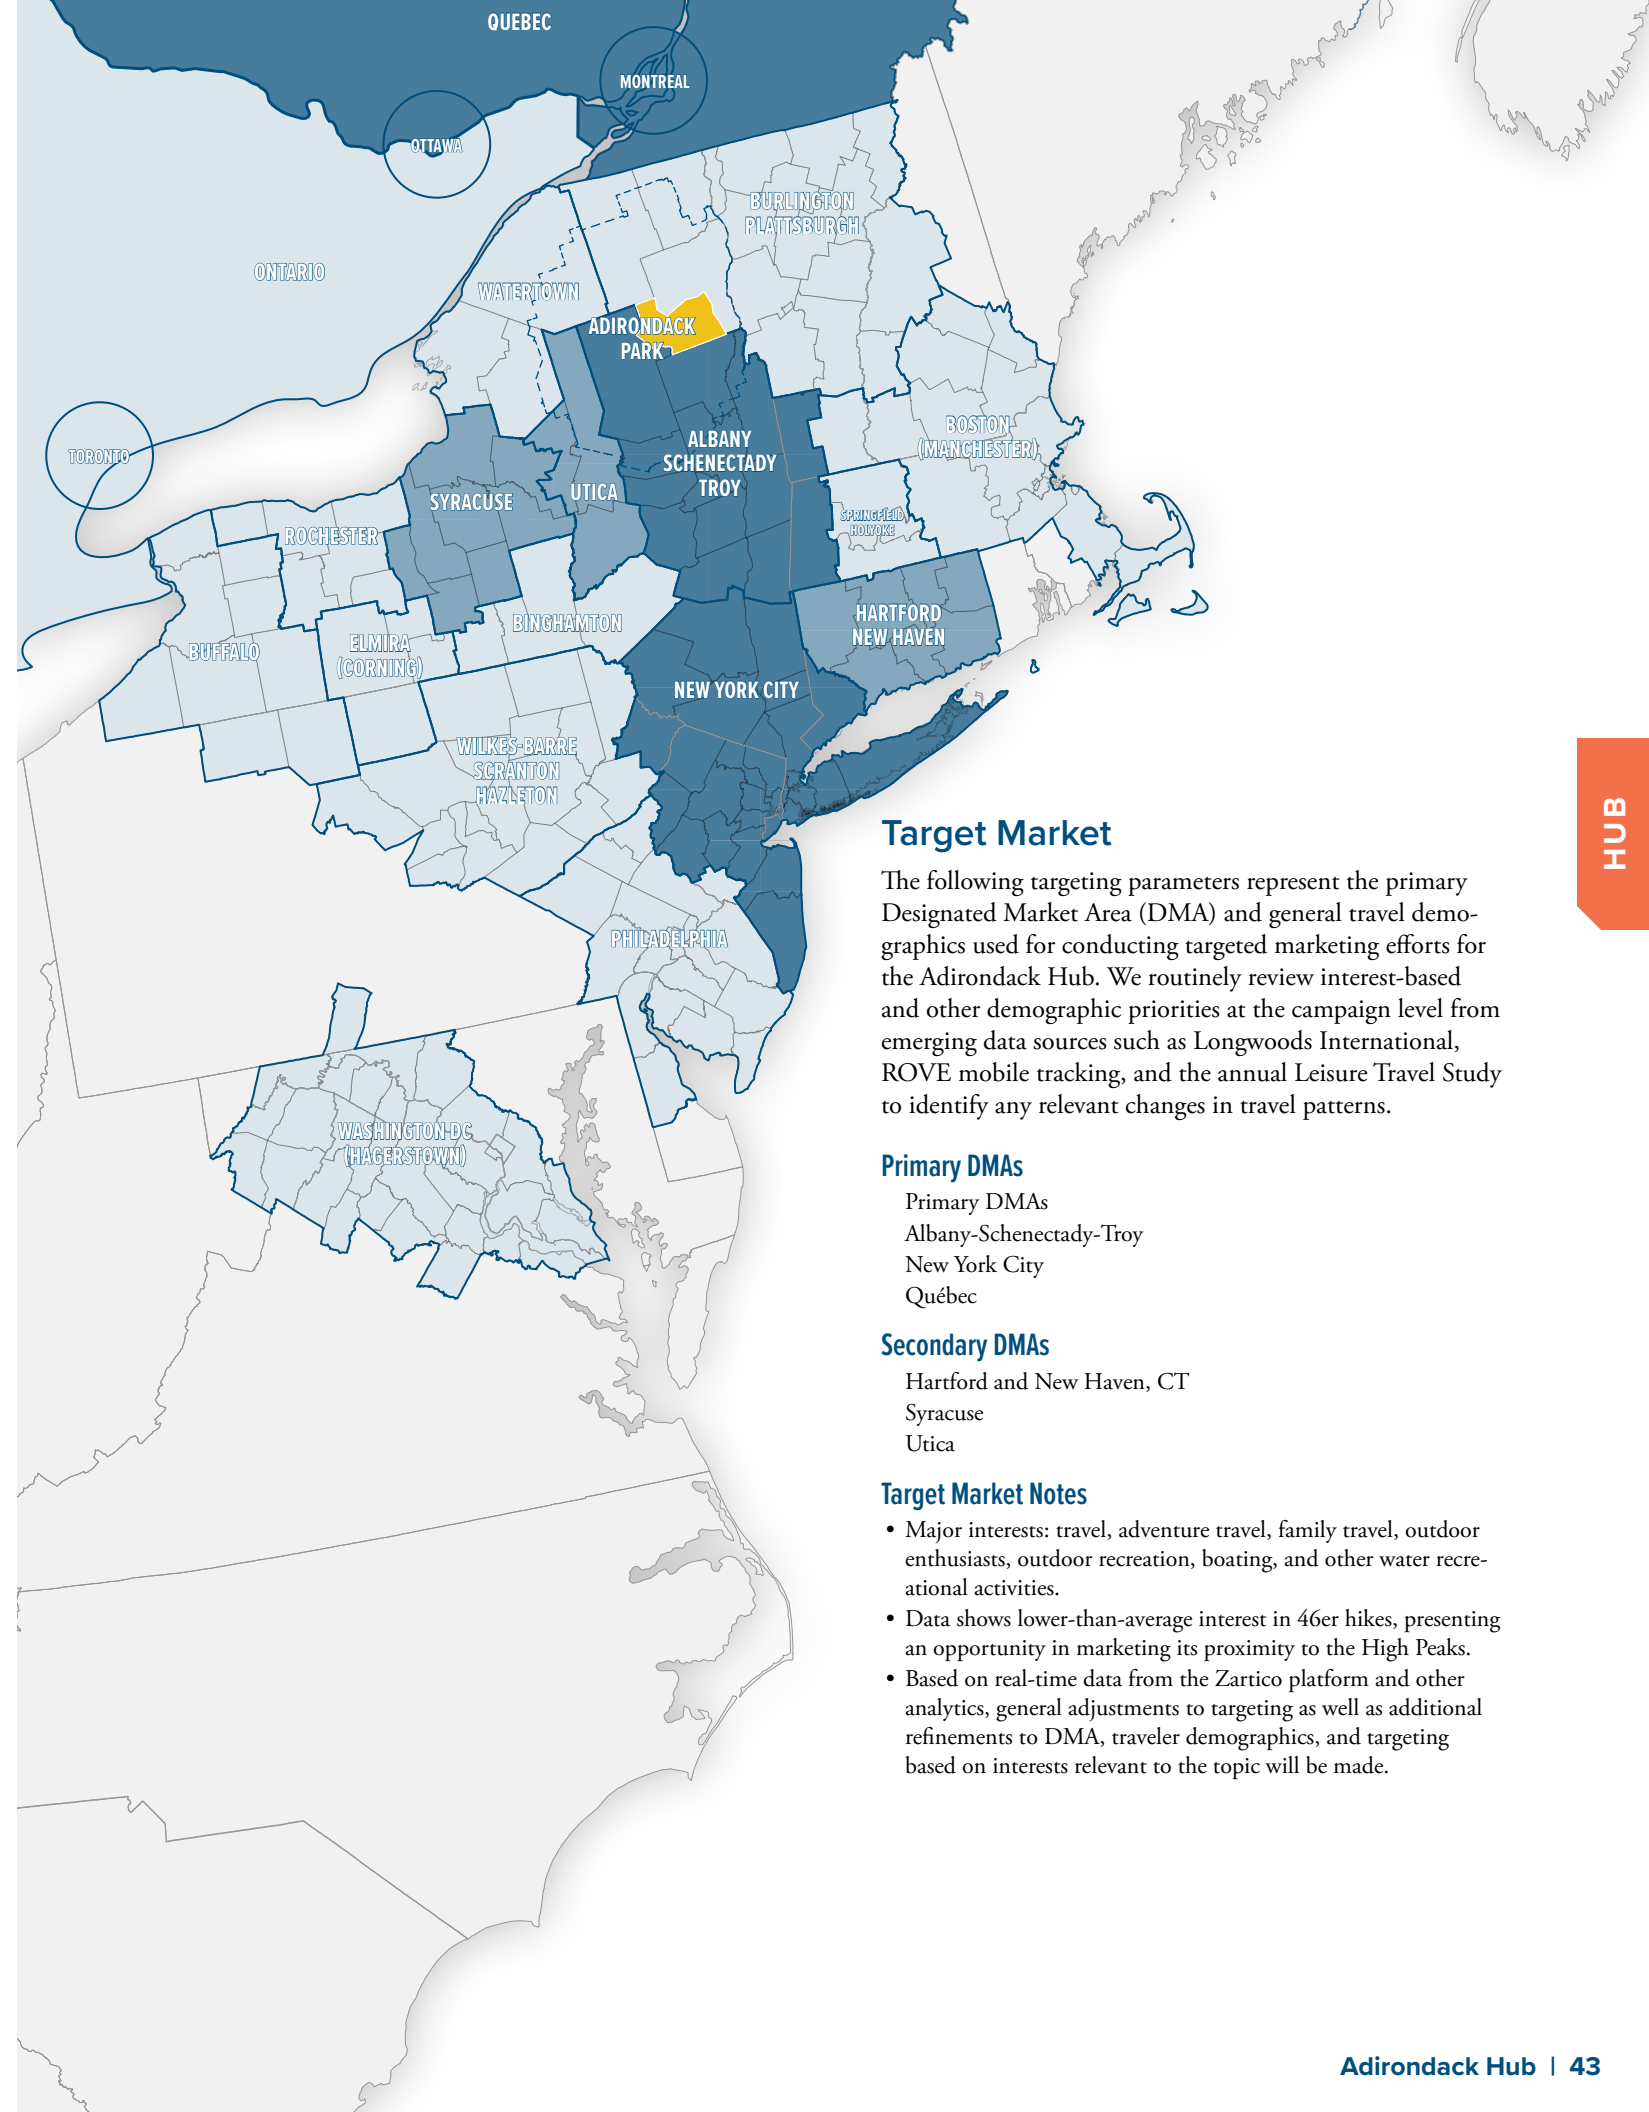 QUEBEC
MONTREAL
OTTAWA
BURLINGTON
PLATTSBURGH
ONTARIO
WATERTOWN
ADIRONDACK
PARK
TORONTO
BOSTON
(MANCHESTER)
ALBANY
SCHENECTADY
TROY
SYRACUSE
UTICA
SPRINGFIELD
HOLYOKE
ROCHESTER
HARTFORD
NEW HAVEN
BINGHAMTON
BUFFALO
ELMIRA
(CORNING)
NEW YORK CITY
WILKES-BARRE
SCRANTON
HAZLETON
PHILADELPHIA
WASHINGTON DC
(HAGERSTOWN)
HUB
Target Market
The following targeting parameters represent the primary
Designated Market Area (DMA) and general travel demo-
graphics used for conducting targeted marketing efforts for
the Adirondack Hub. We routinely review interest-based
and other demographic priorities at the campaign level from
emerging data sources such as Longwoods International,
ROVE mobile tracking, and the annual Leisure Travel Study
to identify any relevant changes in travel patterns.
Primary DMAs
Primary DMAs
Albany-Schenectady-Troy
New York City
Québec
Secondary DMAs
Hartford and New Haven, CT
Syracuse
Utica
Target Market Notes
• Major interests: travel, adventure travel, family travel, outdoor
enthusiasts, outdoor recreation, boating, and other water recre-
ational activities.
• Data shows lower-than-average interest in 46er hikes, presenting
an opportunity in marketing its proximity to the High Peaks.
• Based on real-time data from the Zartico platform and other
analytics, general adjustments to targeting as well as additional
refinements to DMA, traveler demographics, and targeting
based on interests relevant to the topic will be made.
Adirondack Hub | 43